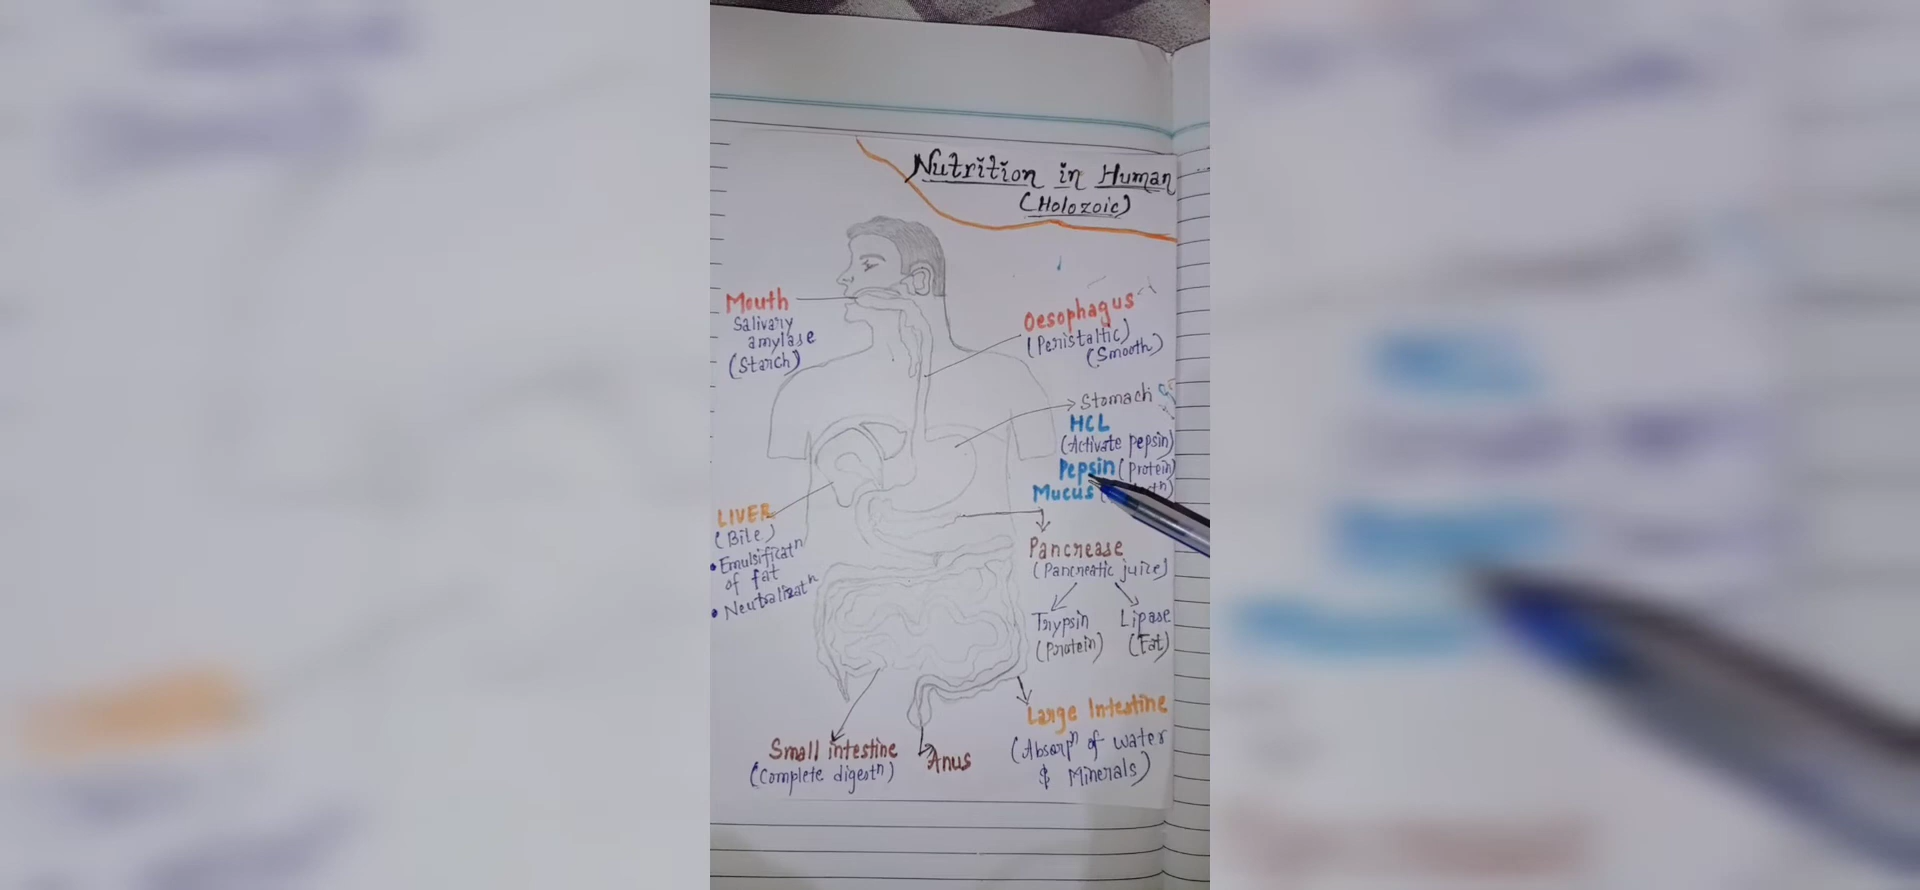 Nutrition in Human
(Holozoic)
Mouth
Salivary
amylase
(Starch)
Oesophagus
(Peristaltic)
(Smooth)
Stomach
HCL
(Activate pepsin)
Pepsin (Protein)
Mucus
LIVER
(Bile)
• Emulsificatⁿ
of fat
• Neutralizatⁿ
Pancrease
(Pancreatic juice)
Trypsin
(Protein)
Lipase
(Fat)
Large Intestine
(Absorpⁿ of water
& Minerals)
Small intestine
(Complete digestⁿ)
Anus